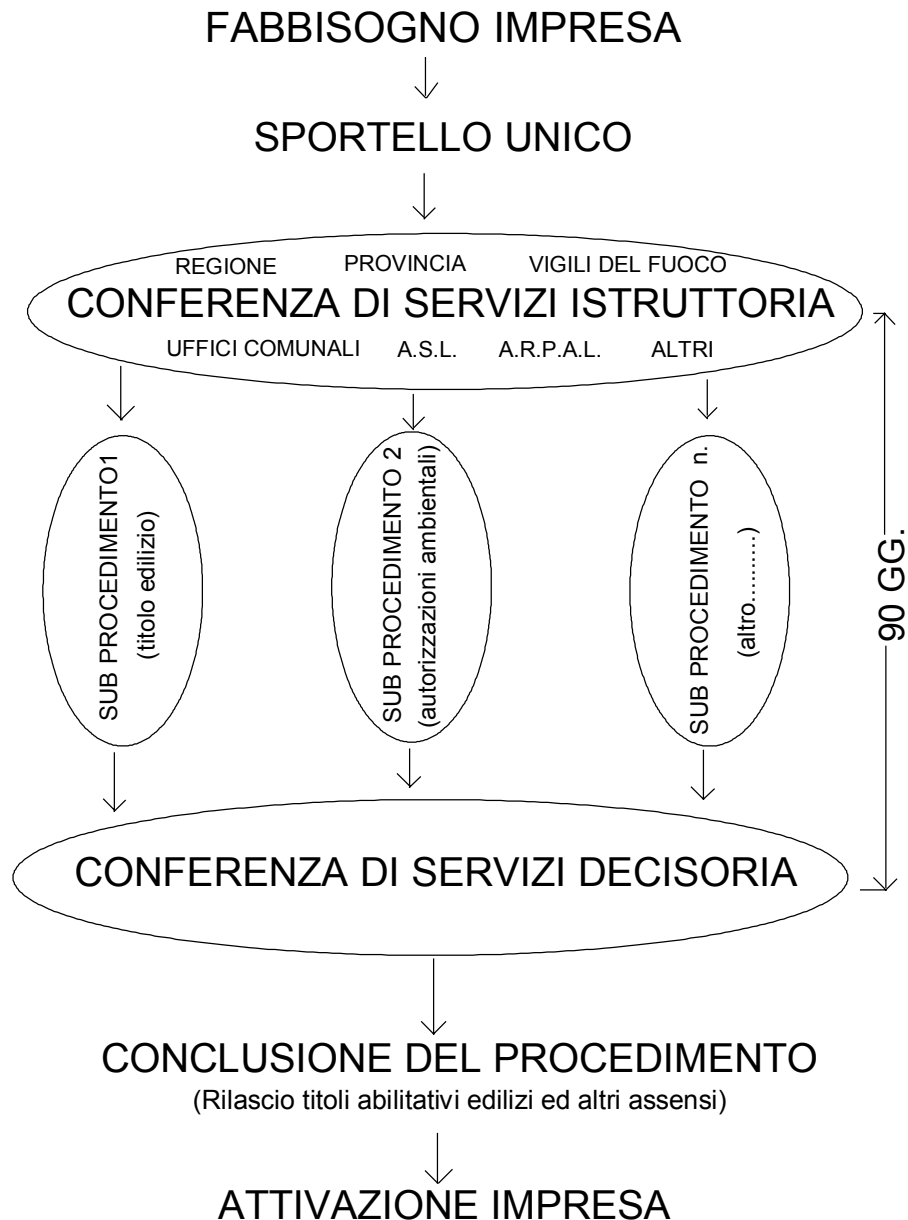 FABBISOGNO IMPRESA
SPORTELLO UNICO
REGIONE PROVINCIA VIGILI DEL FUOCO
CONFERENZA DI SERVIZI ISTRUTTORIA
UFFICI COMUNALI A.S.L. A.R.P.A.L. ALTRI
SUB PROCEDIMENTO1
(titolo edilizio)
SUB PROCEDIMENTO 2
(autorizzazioni ambientali)
SUB PROCEDIMENTO n.
(altro..........)
90 GG.
CONFERENZA DI SERVIZI DECISORIA
CONCLUSIONE DEL PROCEDIMENTO
(Rilascio titoli abilitativi edilizi ed altri assensi)
ATTIVAZIONE IMPRESA